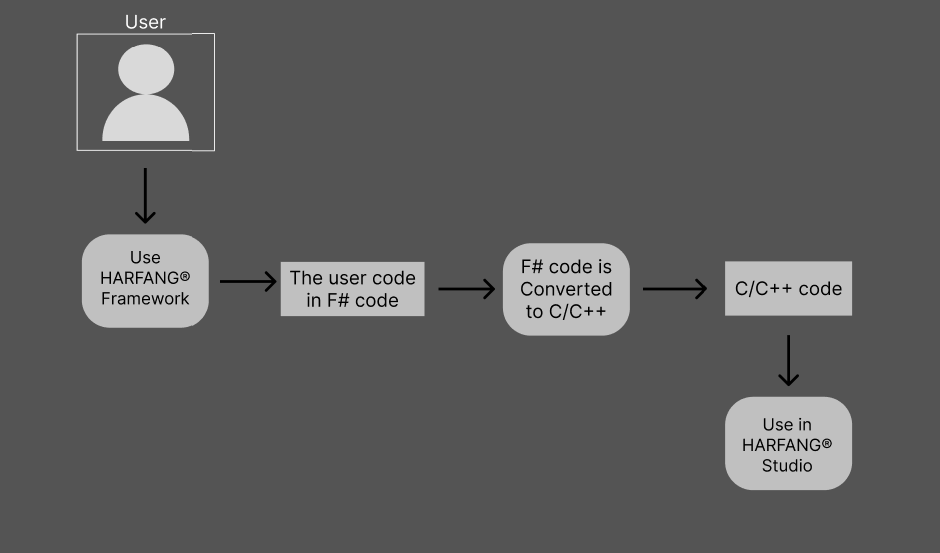 User
Use
HARFANG®
Framework
The user code
in F# code
F# code is
Converted
to C/C++
C/C++ code
Use in
HARFANG®
Studio